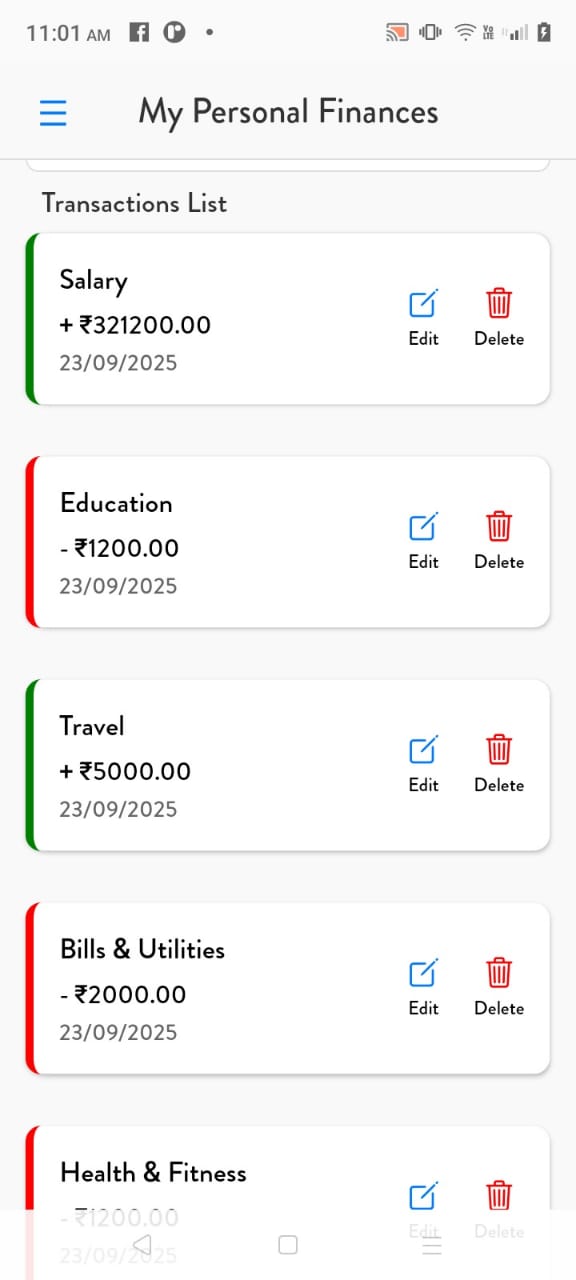 11:01 AM
Vo
LTE
My Personal Finances
Transactions List
Salary
+ ₹321200.00
23/09/2025
Edit
Delete
Education
- ₹1200.00
23/09/2025
Edit
Delete
Travel
+ ₹5000.00
23/09/2025
Edit
Delete
Bills & Utilities
- ₹2000.00
23/09/2025
Edit
Delete
Health & Fitness
- ₹1200.00
23/09/2025
Edit
Delete